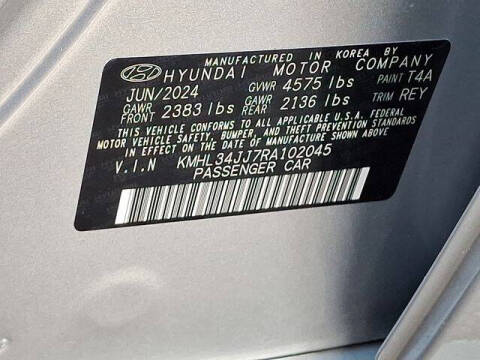 MANUFACTURED IN KOREA BY
HYUNDAI MOTOR COMPANY
JUN/2024 GVWR 4575 lbs PAINT T4A
GAWR FRONT 2383 lbs GAWR REAR 2136 lbs TRIM REY
THIS VEHICLE CONFORMS TO ALL APPLICABLE U.S.A. FEDERAL
MOTOR VEHICLE SAFETY, BUMPER, AND THEFT PREVENTION STANDARDS
IN EFFECT ON THE DATE OF MANUFACTURE SHOWN ABOVE.
V.I.N KMHL34JJ7RA102045
PASSENGER CAR